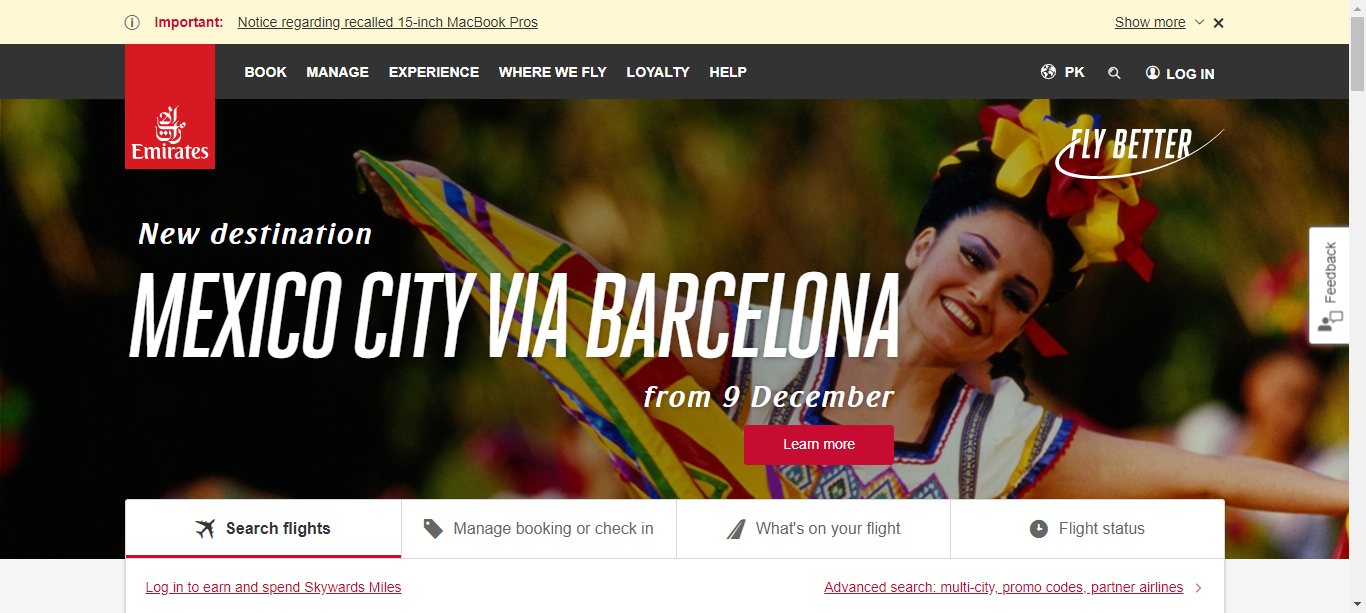 Important: Notice regarding recalled 15-inch MacBook Pros Show more
BOOK MANAGE EXPERIENCE WHERE WE FLY LOYALTY HELP PK LOG IN
Emirates
FLY BETTER
New destination
MEXICO CITY VIA BARCELONA
from 9 December
Learn more
Feedback
Search flights Manage booking or check in What's on your flight Flight status
Log in to earn and spend Skywards Miles Advanced search: multi-city, promo codes, partner airlines